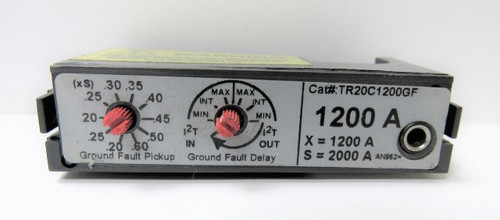 (xS) .30 .35
.25 .40
.20 .45
.25 .50
.20 .60
Ground Fault Pickup
MAX MAX
INT INT
MIN MIN
I²T I²T
IN OUT
Ground Fault Delay
Cat#:TR20C1200GF
1200 A
X = 1200 A
S = 2000 A